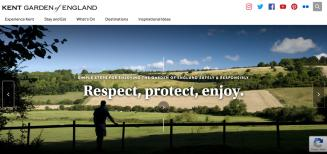 KENT GARDEN of ENGLAND
Experience Kent Stay and Eat What's On Destinations Inspirational Ideas
SIMPLE STEPS FOR ENJOYING THE GARDEN OF ENGLAND SAFELY & RESPONSIBLY
Respect, protect, enjoy.